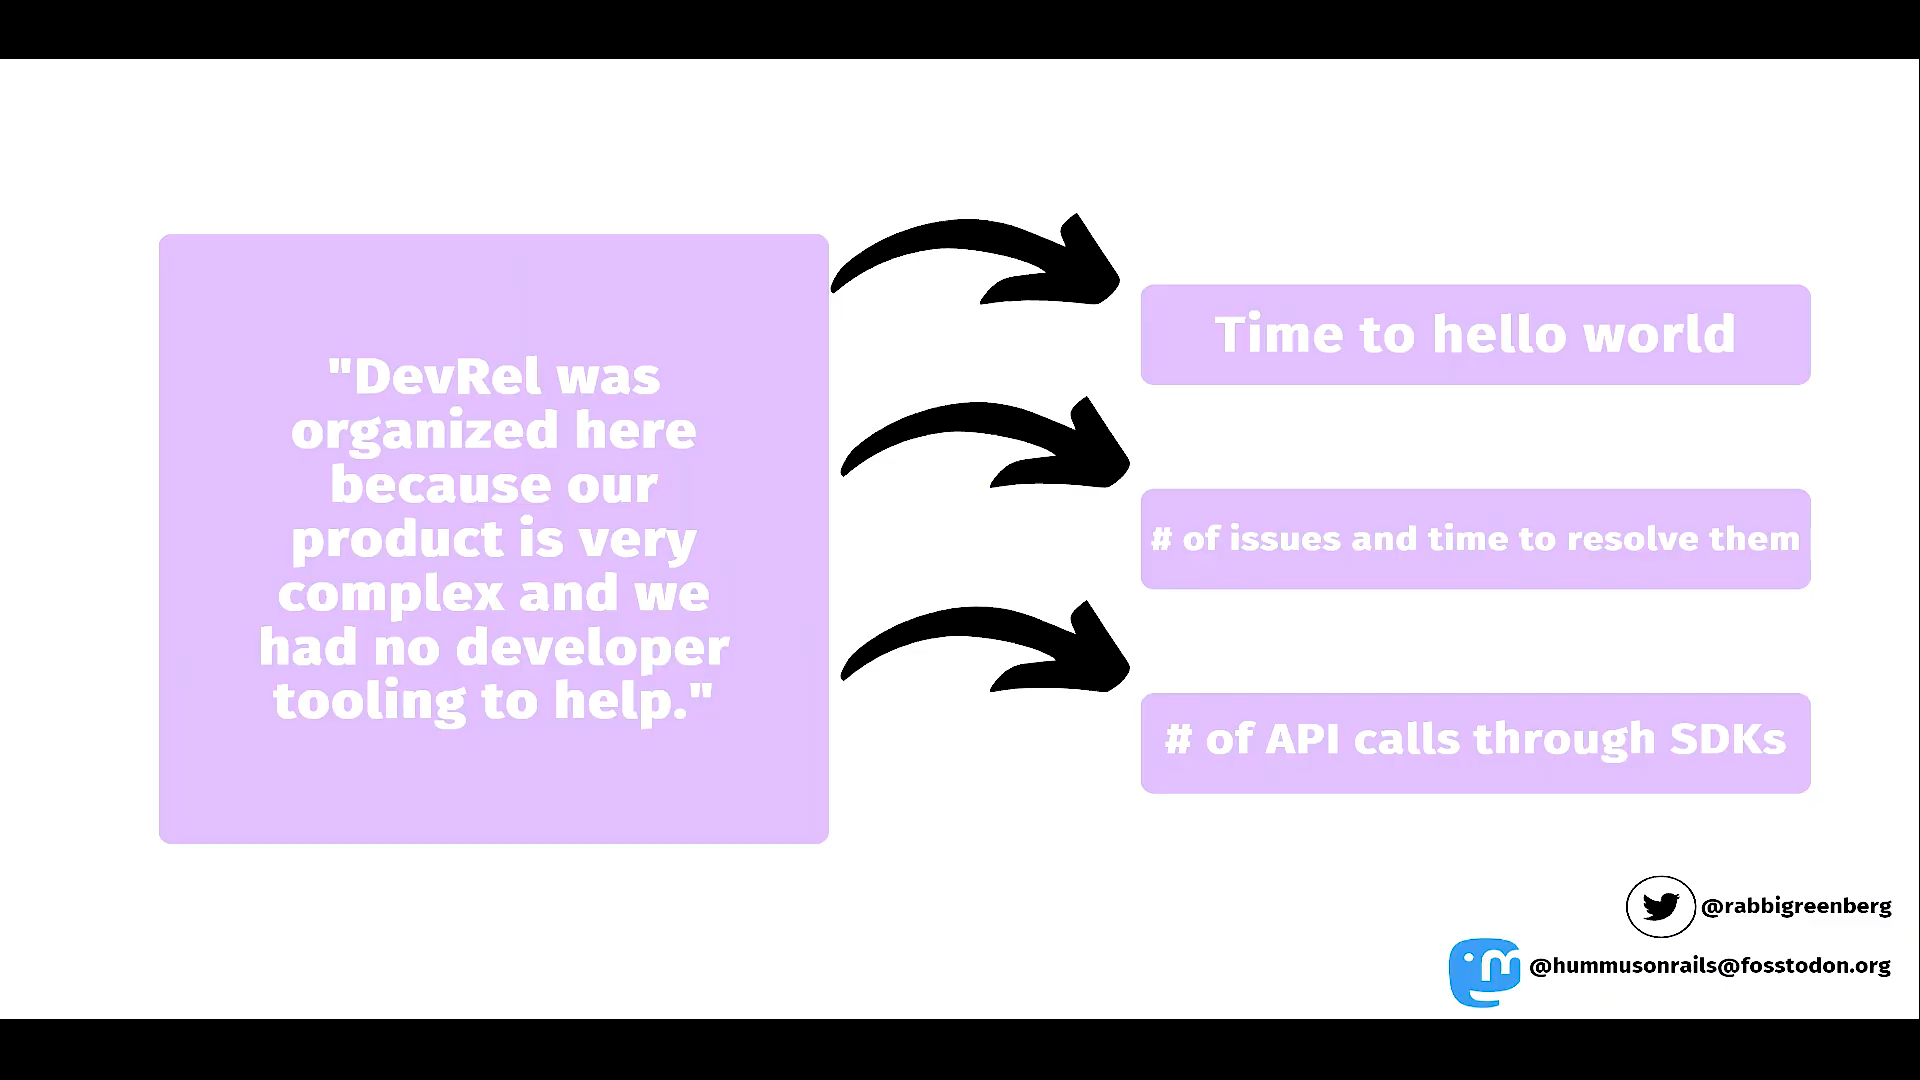 "DevRel was
organized here
because our
product is very
complex and we
had no developer
tooling to help."
Time to hello world
# of issues and time to resolve them
# of API calls through SDKs
@rabbigreenberg
@hummusonrails@fosstodon.org